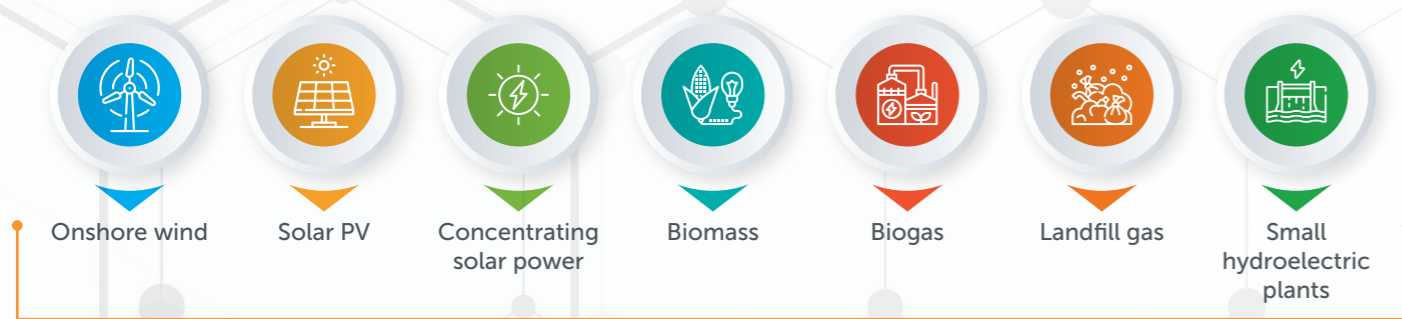 Onshore wind
Solar PV
Concentrating
solar power
Biomass
Biogas
Landfill gas
Small
hydroelectric
plants